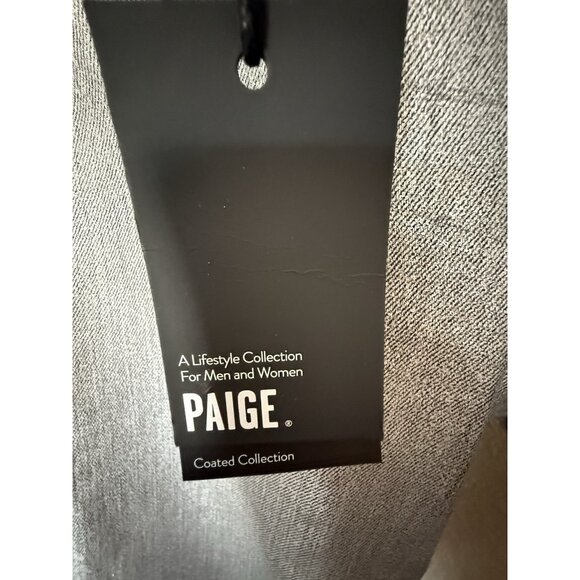 A Lifestyle Collection
For Men and Women
PAIGE ®
Coated Collection